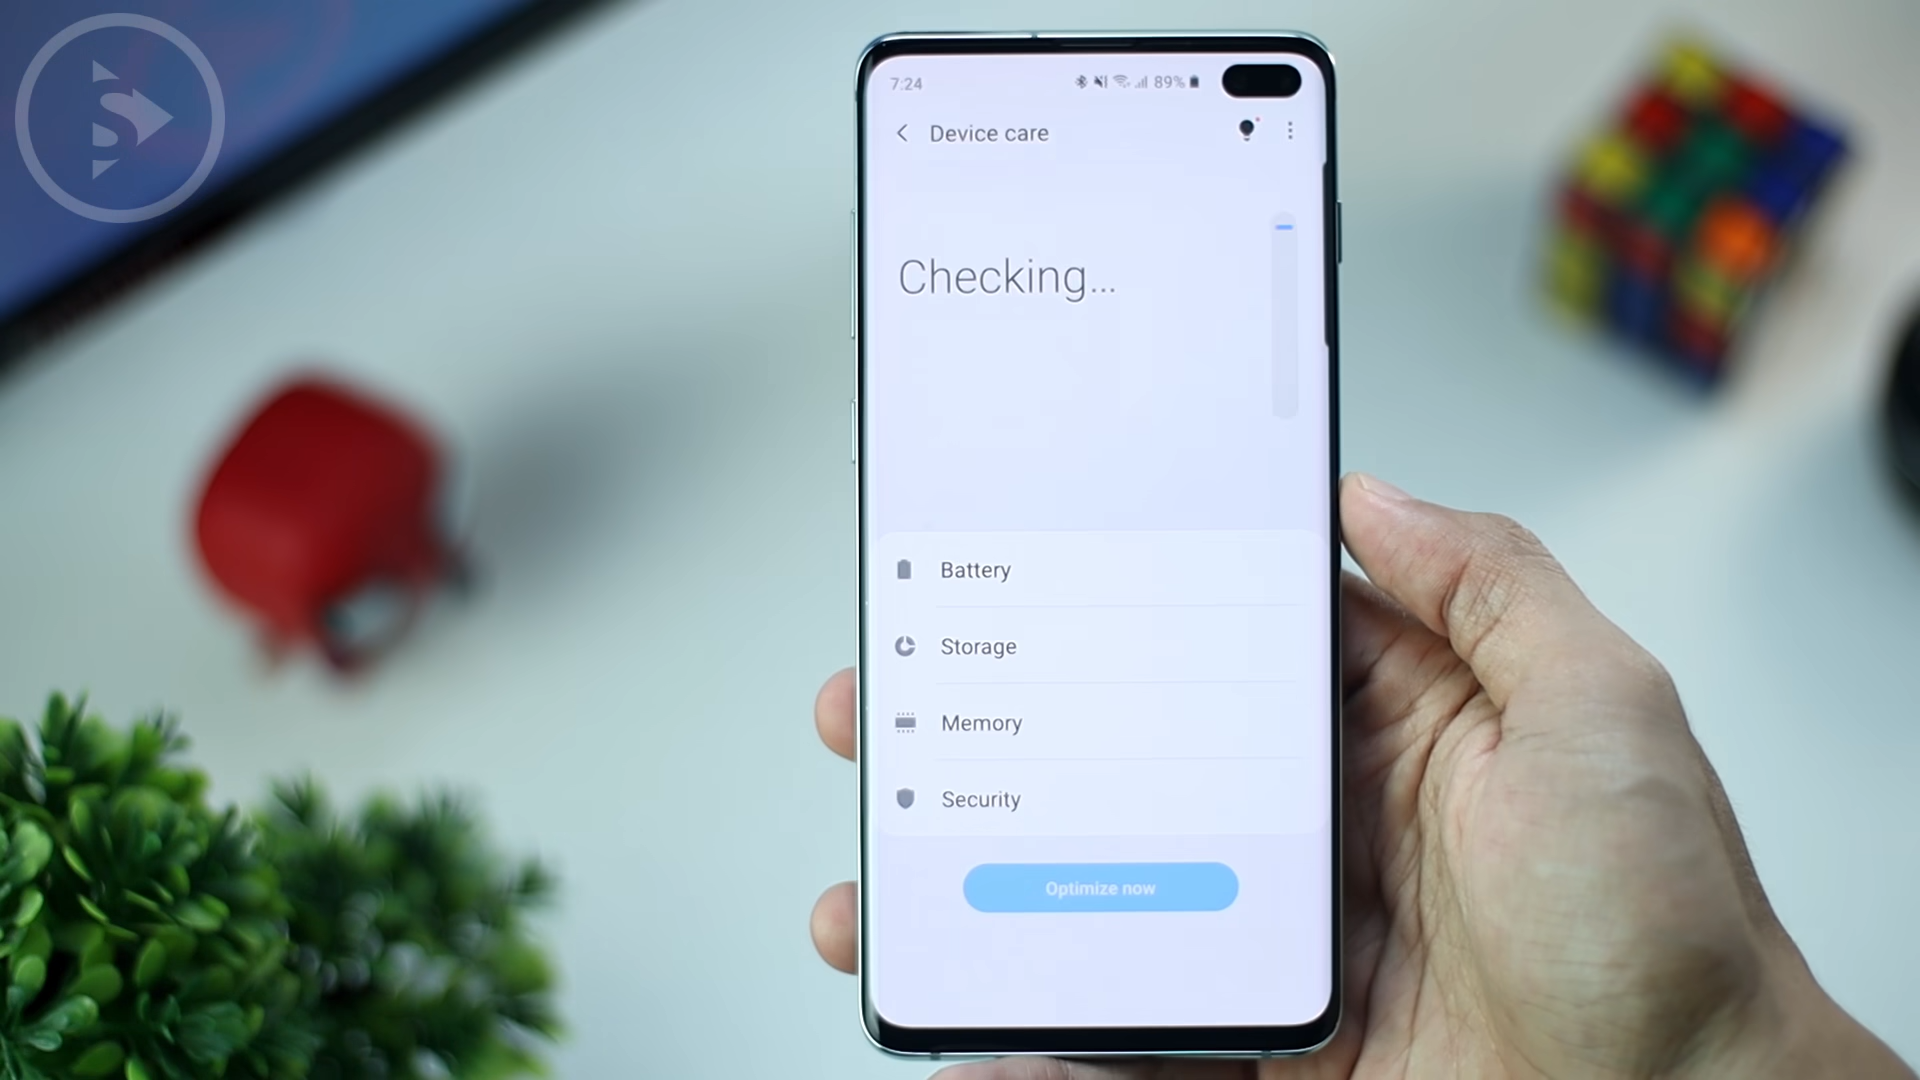 7:24 89%
Device care
Checking...
Battery
Storage
Memory
Security
Optimize now
S